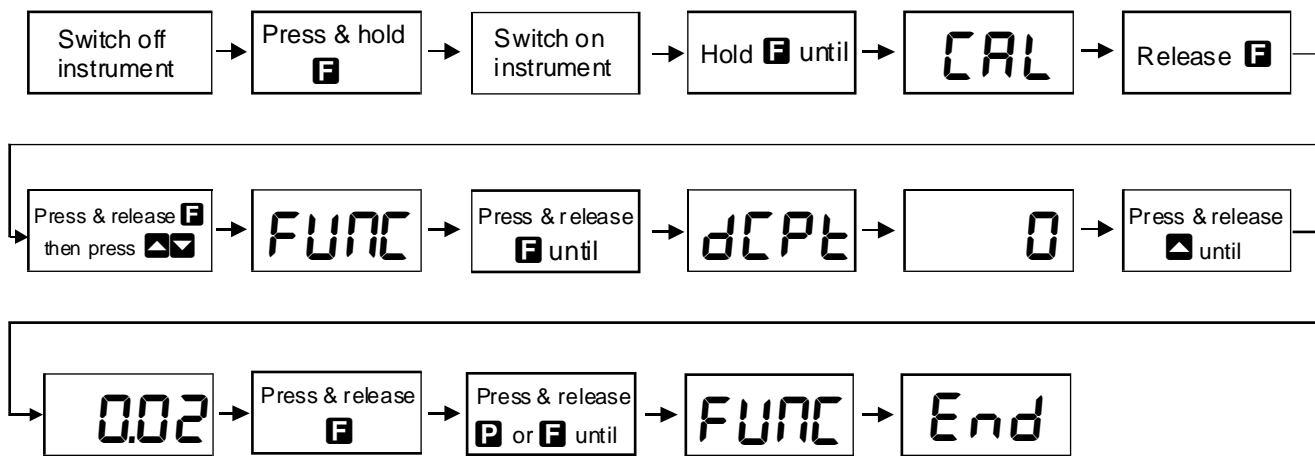 Switch off
instrument
Press & hold
F
Switch on
instrument
Hold F until
CAL
Release F
Press & release F
then press ▲▼
FUNC
Press & release
F until
dCPt
0
Press & release
▲ until
0.02
Press & release
F
Press & release
P or F until
FUNC
End